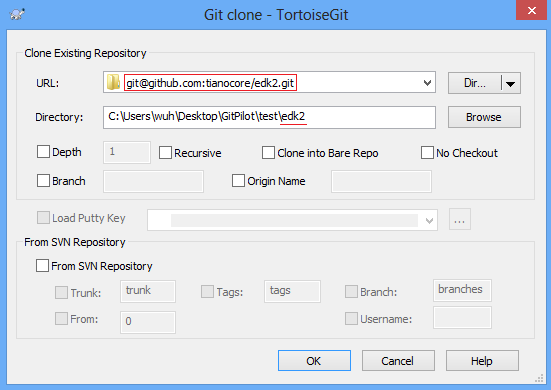 Git clone - TortoiseGit
Clone Existing Repository
URL: git@github.com:tianocore/edk2.git Dir...
Directory: C:\Users\wuh\Desktop\GitPilot\test\edk2 Browse
Depth 1 Recursive Clone into Bare Repo No Checkout
Branch Origin Name
Load Putty Key ...
From SVN Repository
From SVN Repository
Trunk: trunk Tags: tags Branch: branches
From: 0 Username:
OK Cancel Help